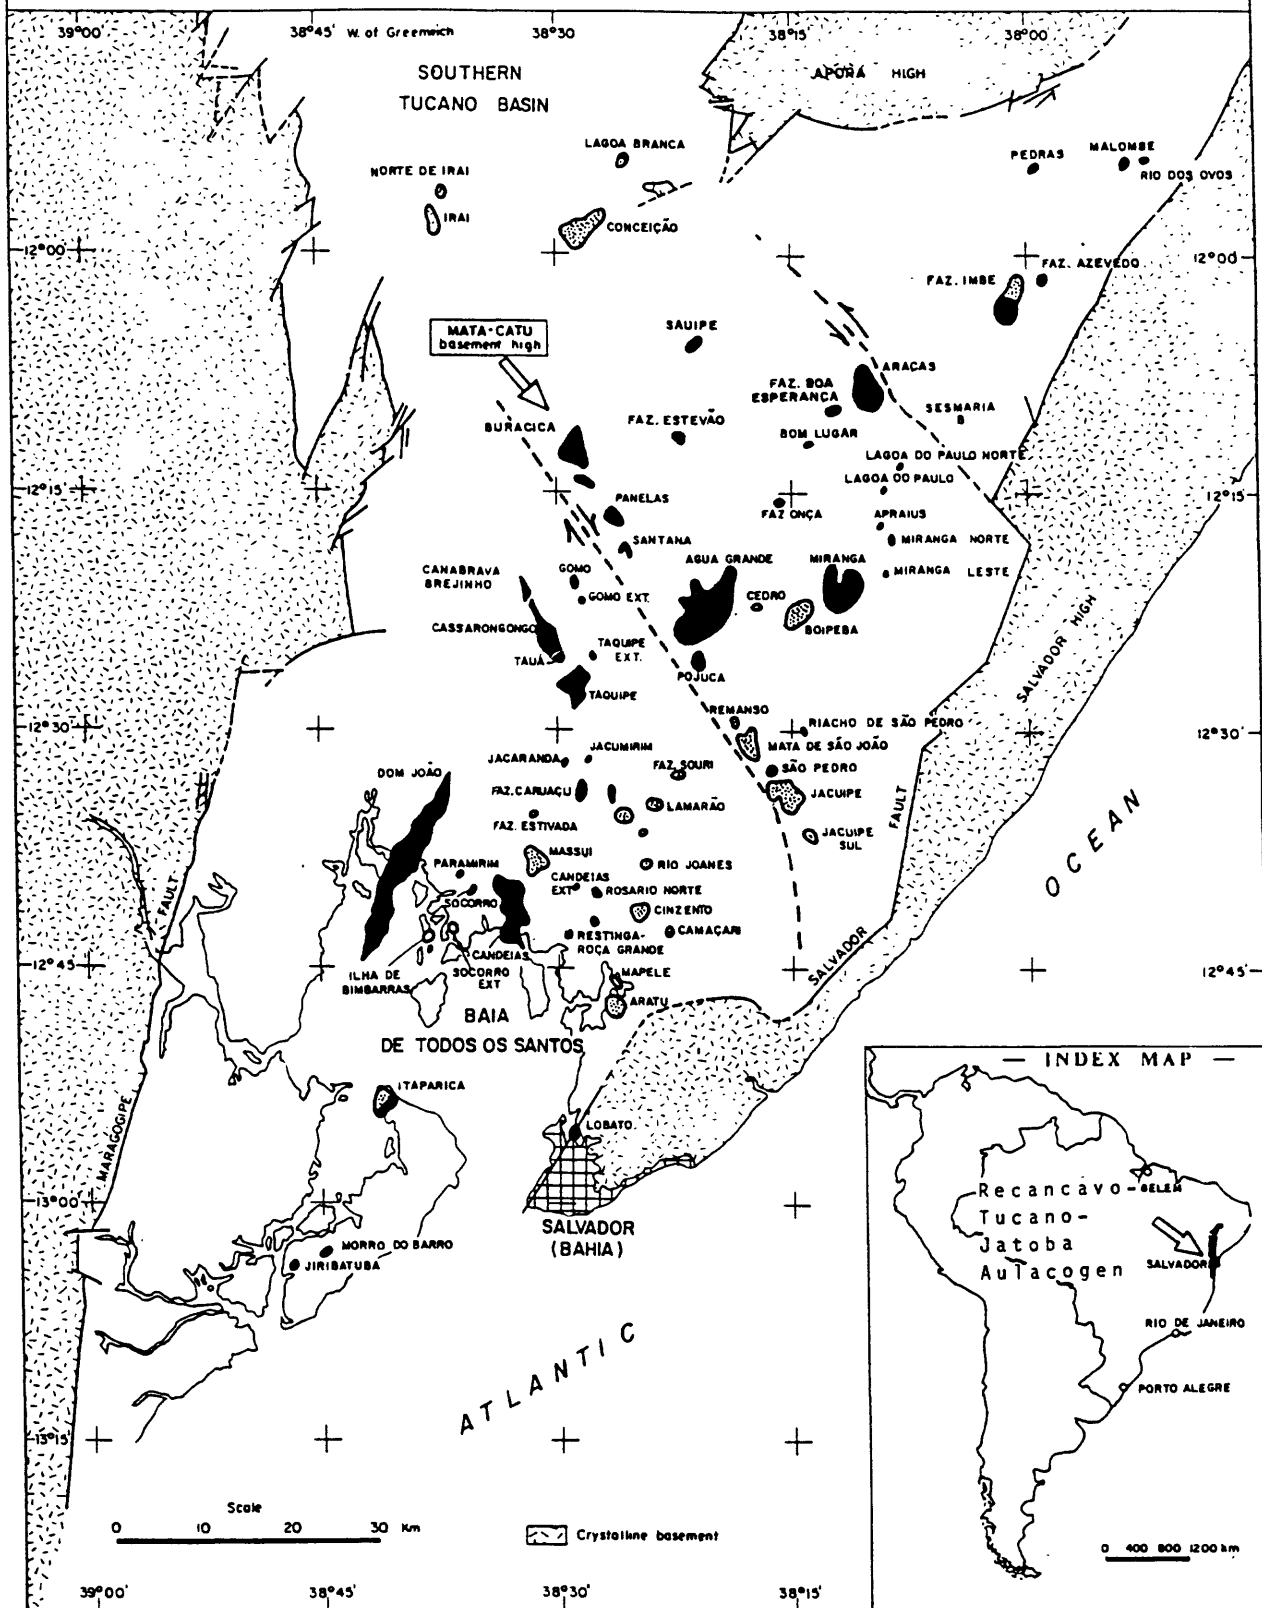 39°00'
38°45' W. of Greenwich
38°30'
38°15'
38°00'
SOUTHERN
TUCANO BASIN
APORÁ HIGH
LAGOA BRANCA
NORTE DE IRAI
IRAI
CONCEIÇÃO
PEDRAS
MALOMBE
RIO DOS OVOS
12°00'
12°00'
FAZ. AZEVEDO
FAZ. IMBE
MATA-CATU
basement high
SAUIPE
ARAÇAS
FAZ. BOA
ESPERANÇA
SESMARIA
BURACICA
FAZ. ESTEVÃO
BOM LUGAR
LAGOA DO PAULO NORTE
LAGOA DO PAULO
12°15'
12°15'
PANELAS
FAZ ONÇA
APRAIUS
SANTANA
MIRANGA NORTE
AGUA GRANDE
MIRANGA
MIRANGA LESTE
CANABRAVA
BREJINHO
GOMO
GOMO EXT.
CEDRO
BOIPEBA
CASSARONGONGO
TAQUIPE
EXT.
TAUÁ
POJUCA
TAQUIPE
SALVADOR HIGH
REMANSO
RIACHO DE SÃO PEDRO
12°30'
12°30'
MATA DE SÃO JOÃO
JACUMIRIM
JACARANDA
FAZ. SOURI
SÃO PEDRO
DOM JOÃO
FAZ. CARUAÇU
LAMARÃO
JACUIPE
FAZ. ESTIVADA
JACUIPE
SUL
MASSUI
PARAMIRIM
CANDEIAS
EXT
RIO JOANES
ROSARIO NORTE
SOCORRO
CINZENTO
CAMAÇARI
RESTINGA-
ROÇA GRANDE
CANDEIAS
SOCORRO
EXT
ILHA DE
BIMBARRAS
12°45'
12°45'
MAPELE
ARATU
SALVADOR
FAULT
OCEAN
BAIA
DE TODOS OS SANTOS
ITAPARICA
MARAGOGIPE
FAULT
LOBATO
13°00'
SALVADOR
(BAHIA)
MORRO DO BARRO
JIRIBATUBA
ATLANTIC
13°15'
Scale
0 10 20 30 Km
Crystalline basement
39°00'
38°45'
38°30'
38°15'
— INDEX MAP —
Recancavo-
BELEM
Tucano-
Jatoba
Aulacogen
SALVADOR
RIO DE JANEIRO
PORTO ALEGRE
0 400 800 1200 km